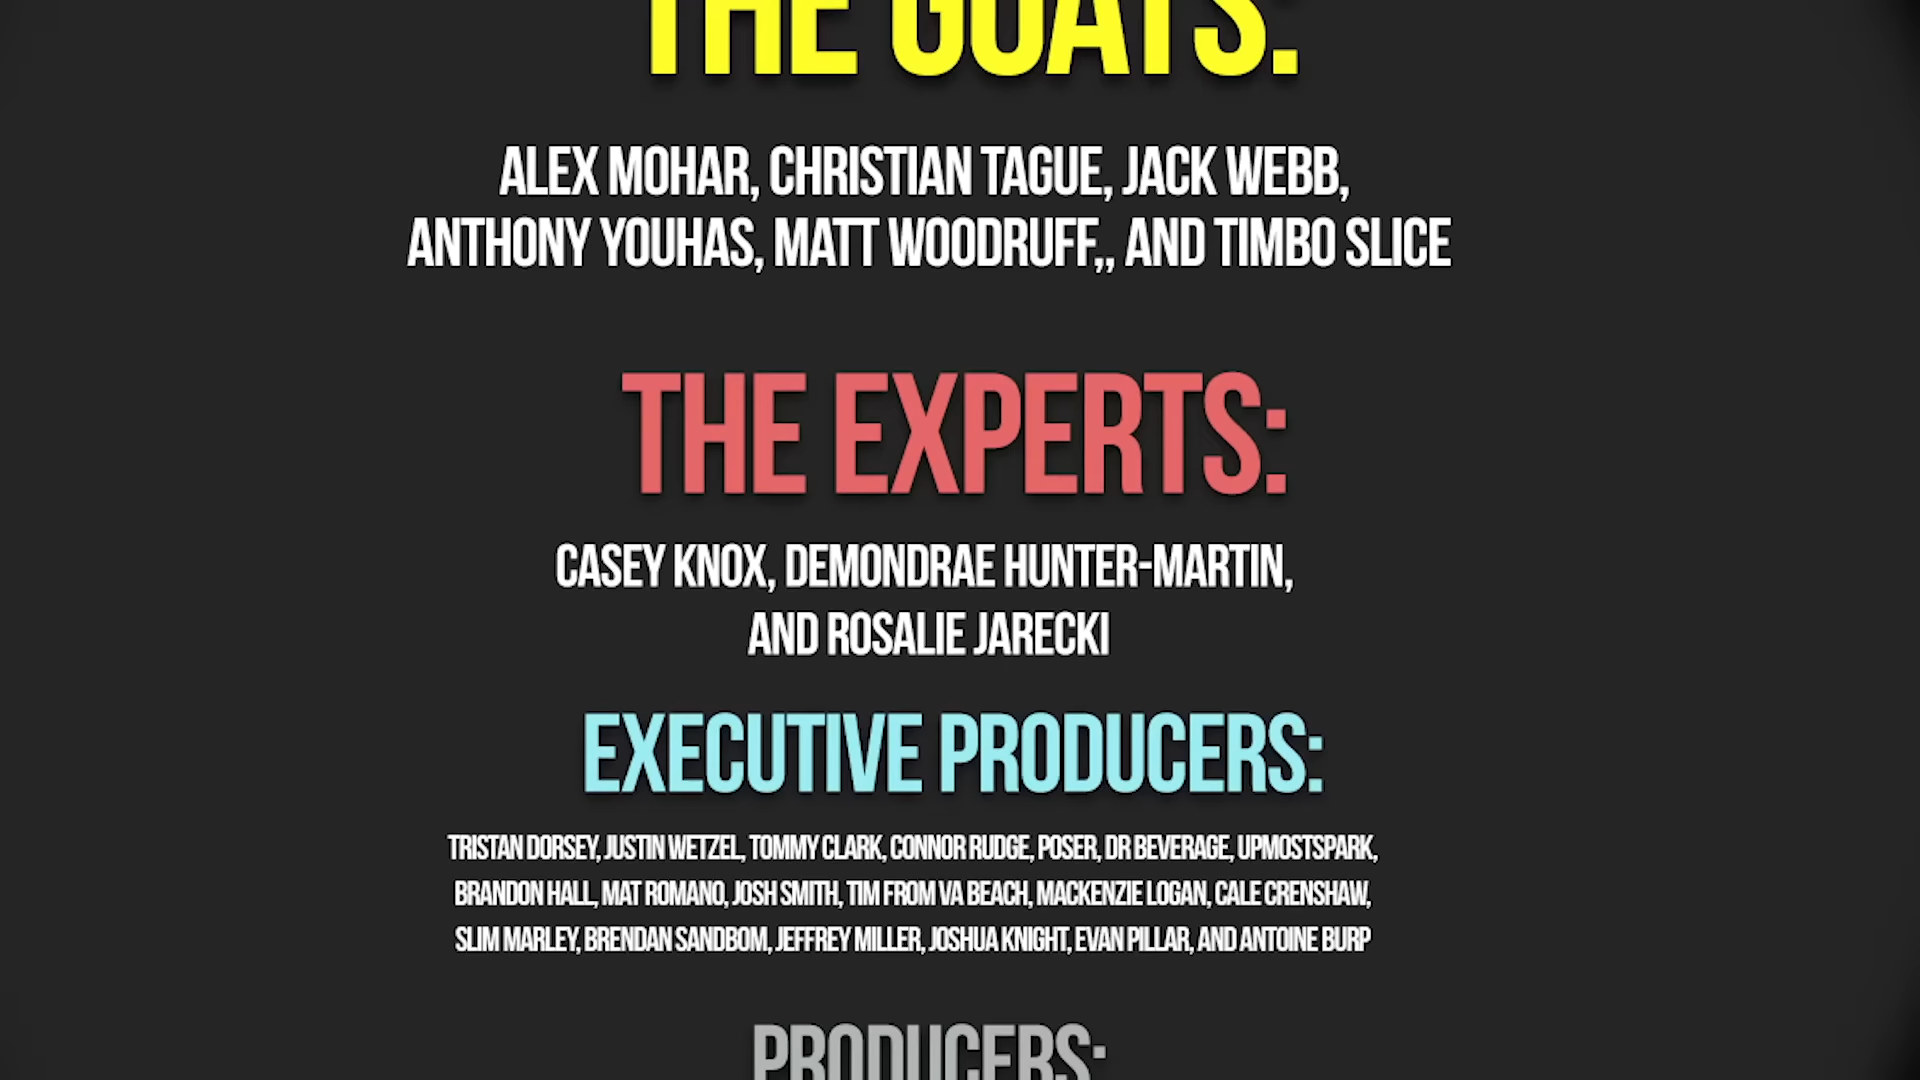 THE GOATS:
ALEX MOHAR, CHRISTIAN TAGUE, JACK WEBB,
ANTHONY YOUHAS, MATT WOODRUFF,, AND TIMBO SLICE
THE EXPERTS:
CASEY KNOX, DEMONDRAE HUNTER-MARTIN,
AND ROSALIE JARECKI
EXECUTIVE PRODUCERS:
TRISTAN DORSEY, JUSTIN WETZEL, TOMMY CLARK, CONNOR RUDGE, POSER, DR BEVERAGE, UPMOSTSPARK,
BRANDON HALL, MAT ROMANO, JOSH SMITH, TIM FROM VA BEACH, MACKENZIE LOGAN, CALE CRENSHAW,
SLIM MARLEY, BRENDAN SANDBOM, JEFFREY MILLER, JOSHUA KNIGHT, EVAN PILLAR, AND ANTOINE BURP
PRODUCERS: